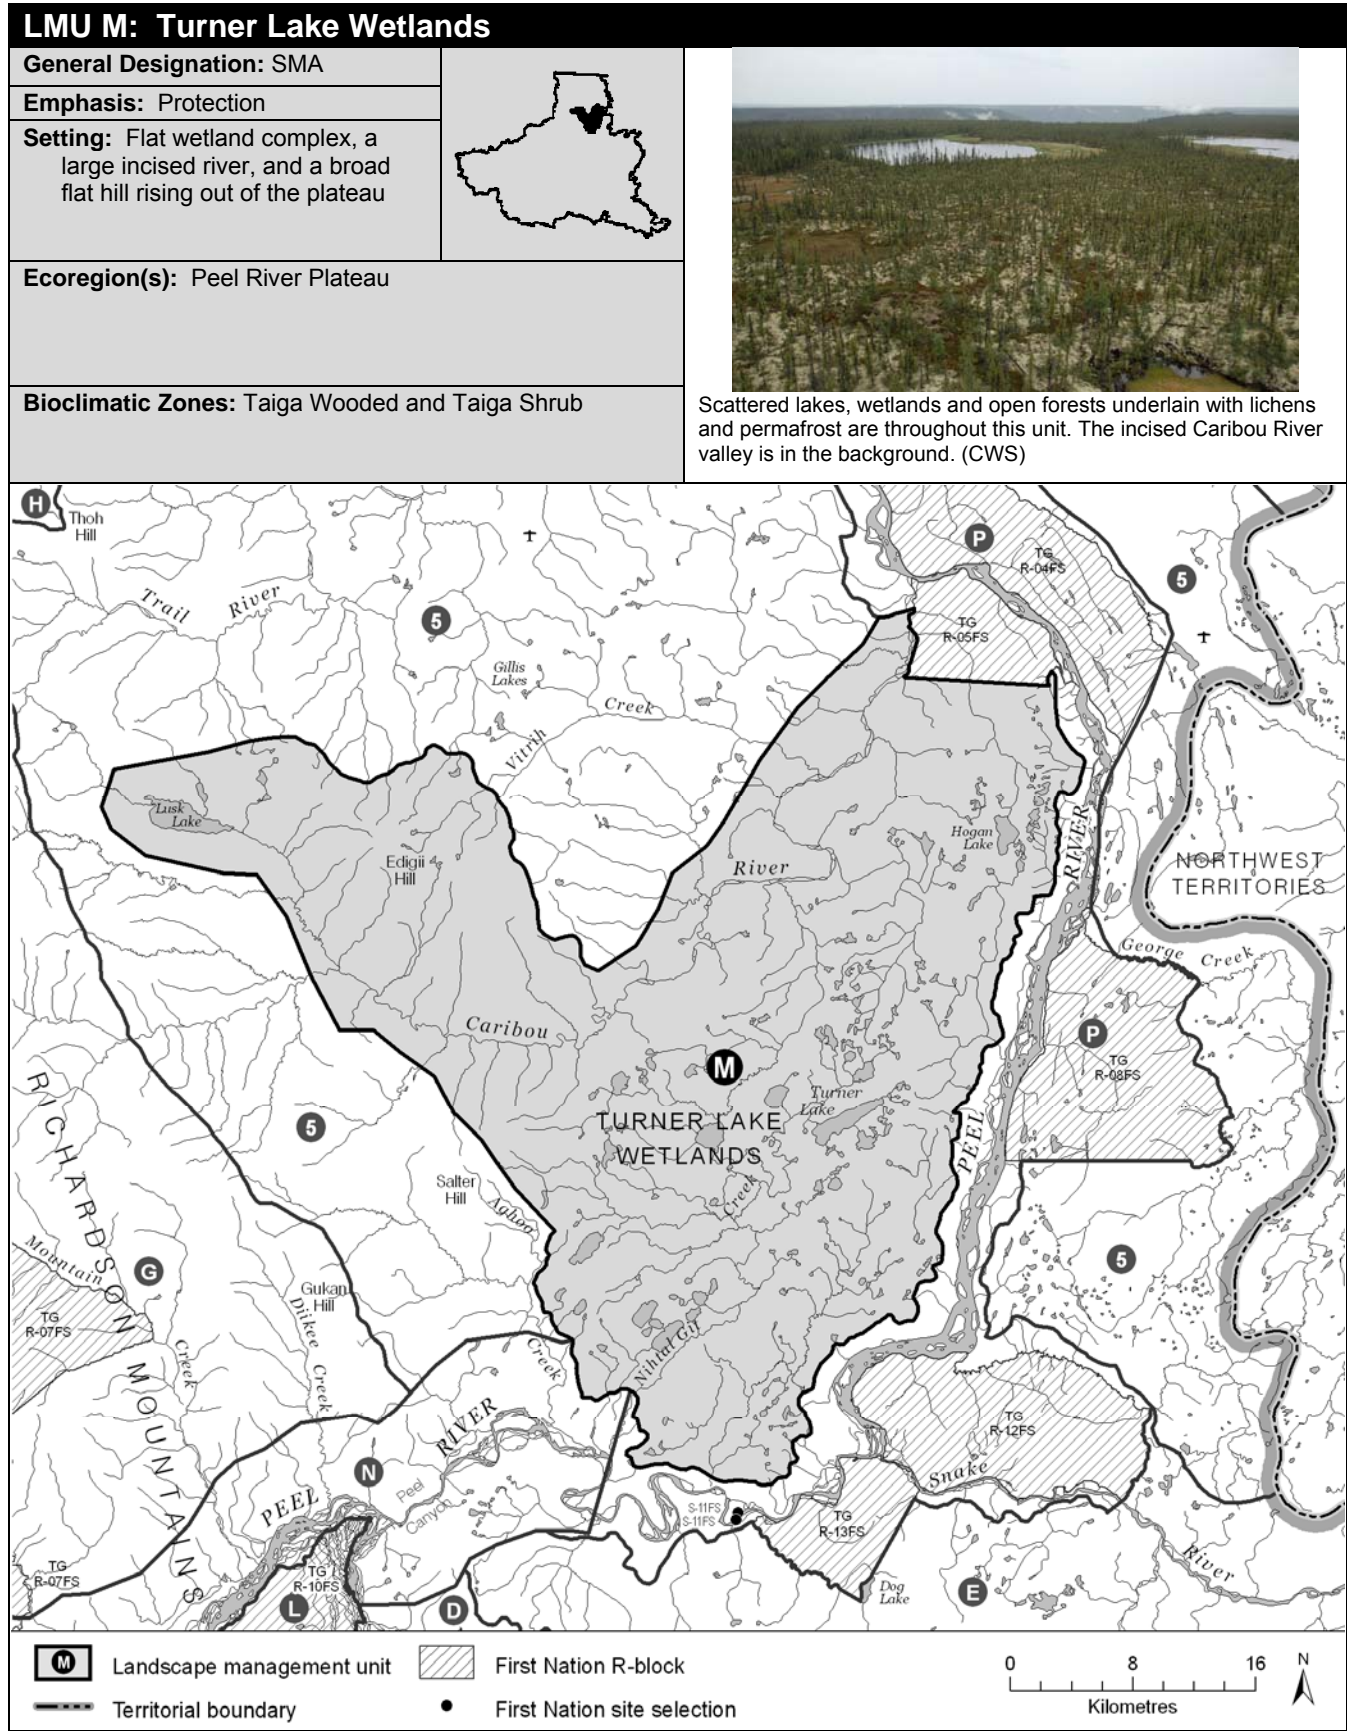 LMU M: Turner Lake Wetlands
General Designation: SMA
Emphasis: Protection
Setting: Flat wetland complex, a
large incised river, and a broad
flat hill rising out of the plateau
Ecoregion(s): Peel River Plateau
Bioclimatic Zones: Taiga Wooded and Taiga Shrub
Scattered lakes, wetlands and open forests underlain with lichens
and permafrost are throughout this unit. The incised Caribou River
valley is in the background. (CWS)
H
Thoh
Hill
Trail River
5
Gillis
Lakes
Vitrih Creek
P
TG
R-04FS
TG
R-05FS
5
Lusk
Lake
Edigii
Hill
River
Hogan
Lake
RIVER
NORTHWEST
TERRITORIES
George Creek
Caribou
M
P
TG
R-08FS
Turner
Lake
TURNER LAKE
WETLANDS
PEEL
RICHARDSON
MOUNTAINS
5
Salter
Hill
Aghoo
Creek
Creek
Nihtal Git
5
Mountain
Creek
G
TG
R-07FS
Gukan
Hill
Diikee
Creek
TG
R-12FS
Snake
River
N
PEEL
RIVER
Peel
Canyon
S-11FS
S-11FS
TG
R-13FS
Dog
Lake
E
TG
R-07FS
TG
R-10FS
L
D
M
Landscape management unit
First Nation R-block
Territorial boundary
First Nation site selection
0 8 16
Kilometres
N